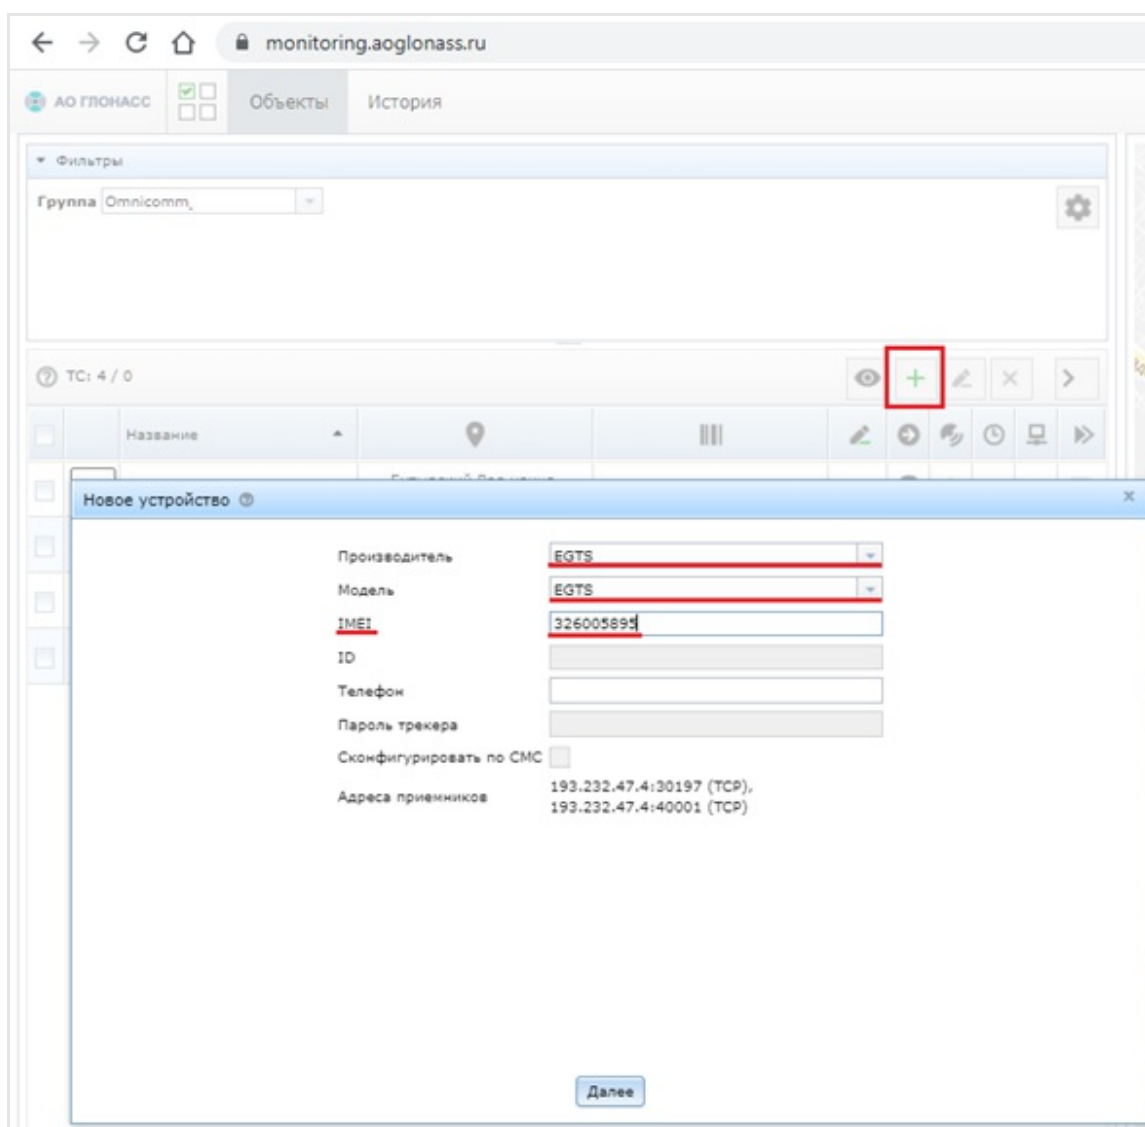 monitoring.aoglonass.ru
АО ГЛОНАСС Объекты История
Фильтры
Группа Omnicomm_
ТС: 4 / 0
Название
Новое устройство
Производитель EGTS
Модель EGTS
IMEI 326005895
ID
Телефон
Пароль трекера
Сконфигурировать по СМС
Адреса приемников 193.232.47.4:30197 (TCP),
193.232.47.4:40001 (TCP)
Далее